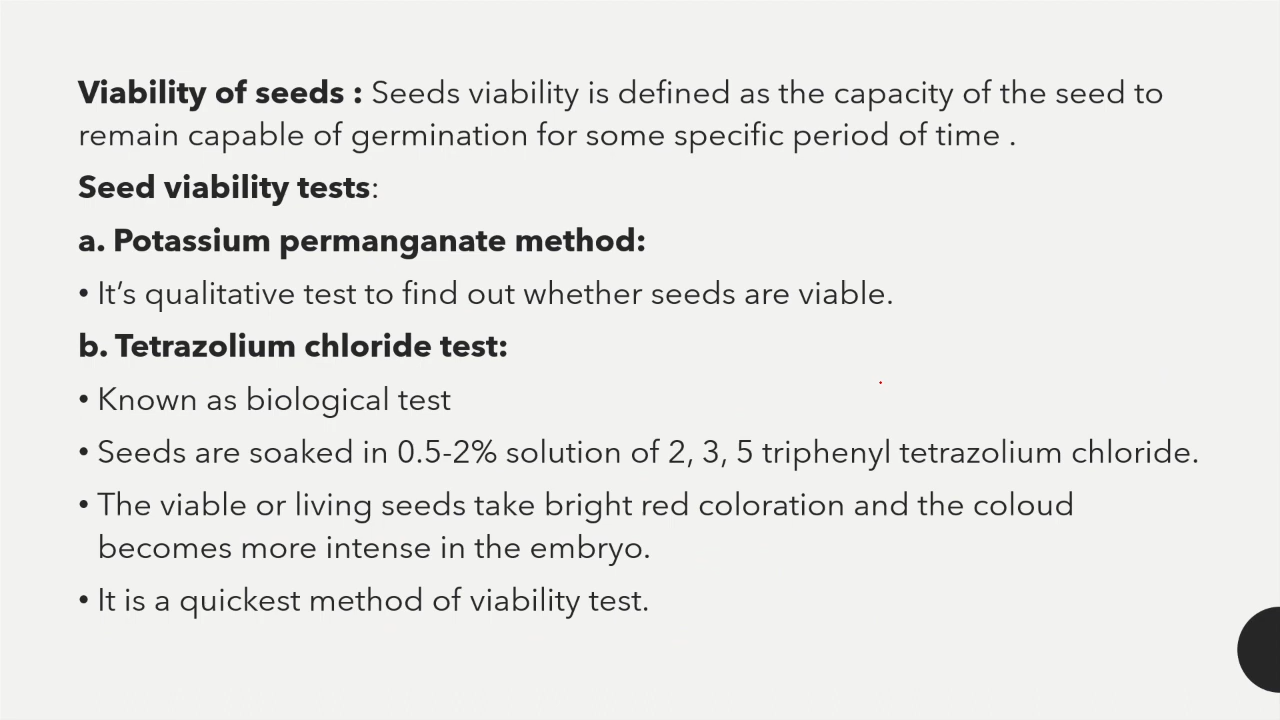 Viability of seeds : Seeds viability is defined as the capacity of the seed to
remain capable of germination for some specific period of time .
Seed viability tests:
a. Potassium permanganate method:
• It’s qualitative test to find out whether seeds are viable.
b. Tetrazolium chloride test:
• Known as biological test
• Seeds are soaked in 0.5-2% solution of 2, 3, 5 triphenyl tetrazolium chloride.
• The viable or living seeds take bright red coloration and the coloud
becomes more intense in the embryo.
• It is a quickest method of viability test.